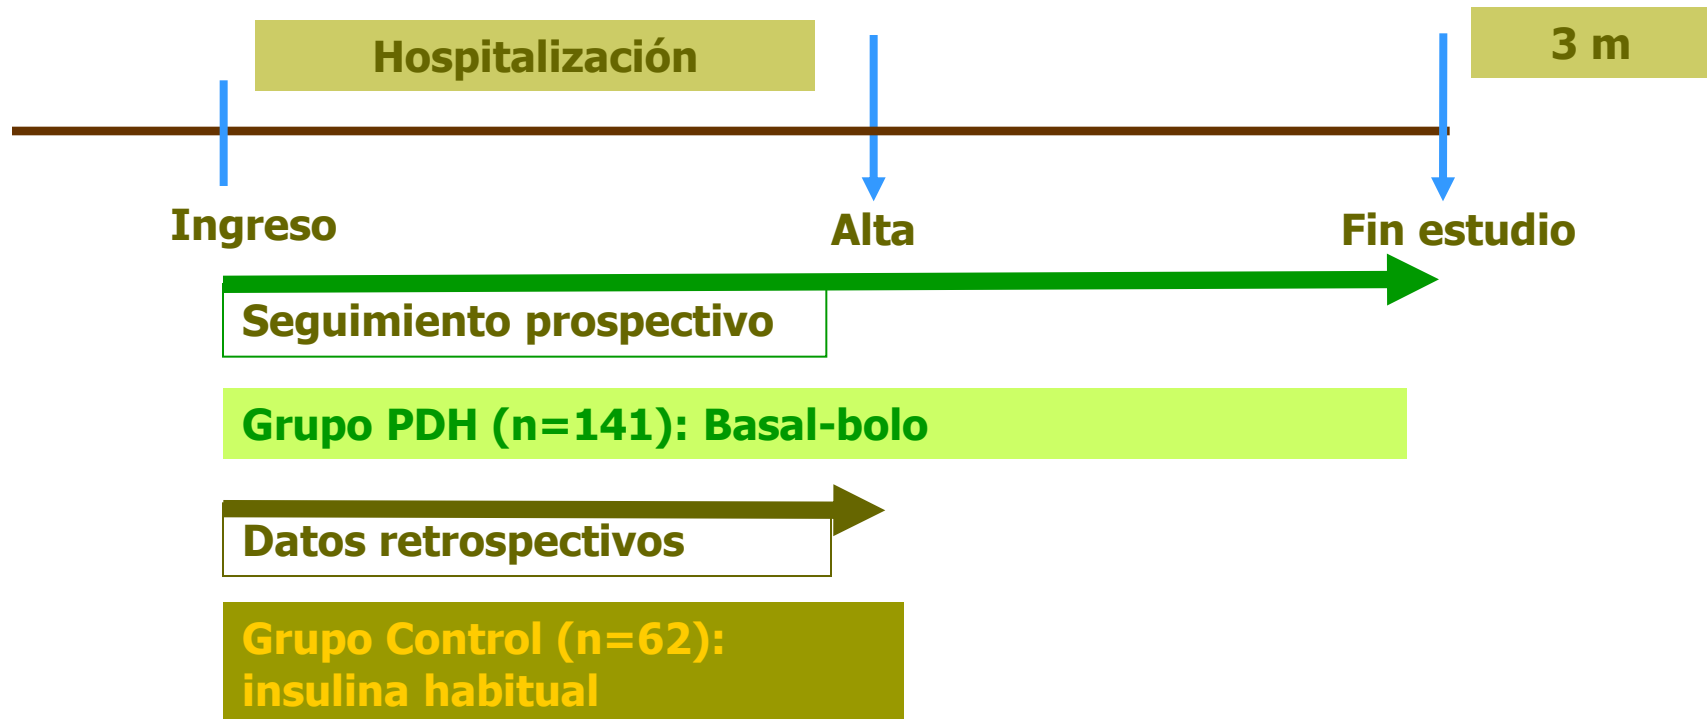 Hospitalización
3 m
Ingreso
Alta
Fin estudio
Seguimiento prospectivo
Grupo PDH (n=141): Basal-bolo
Datos retrospectivos
Grupo Control (n=62):
insulina habitual